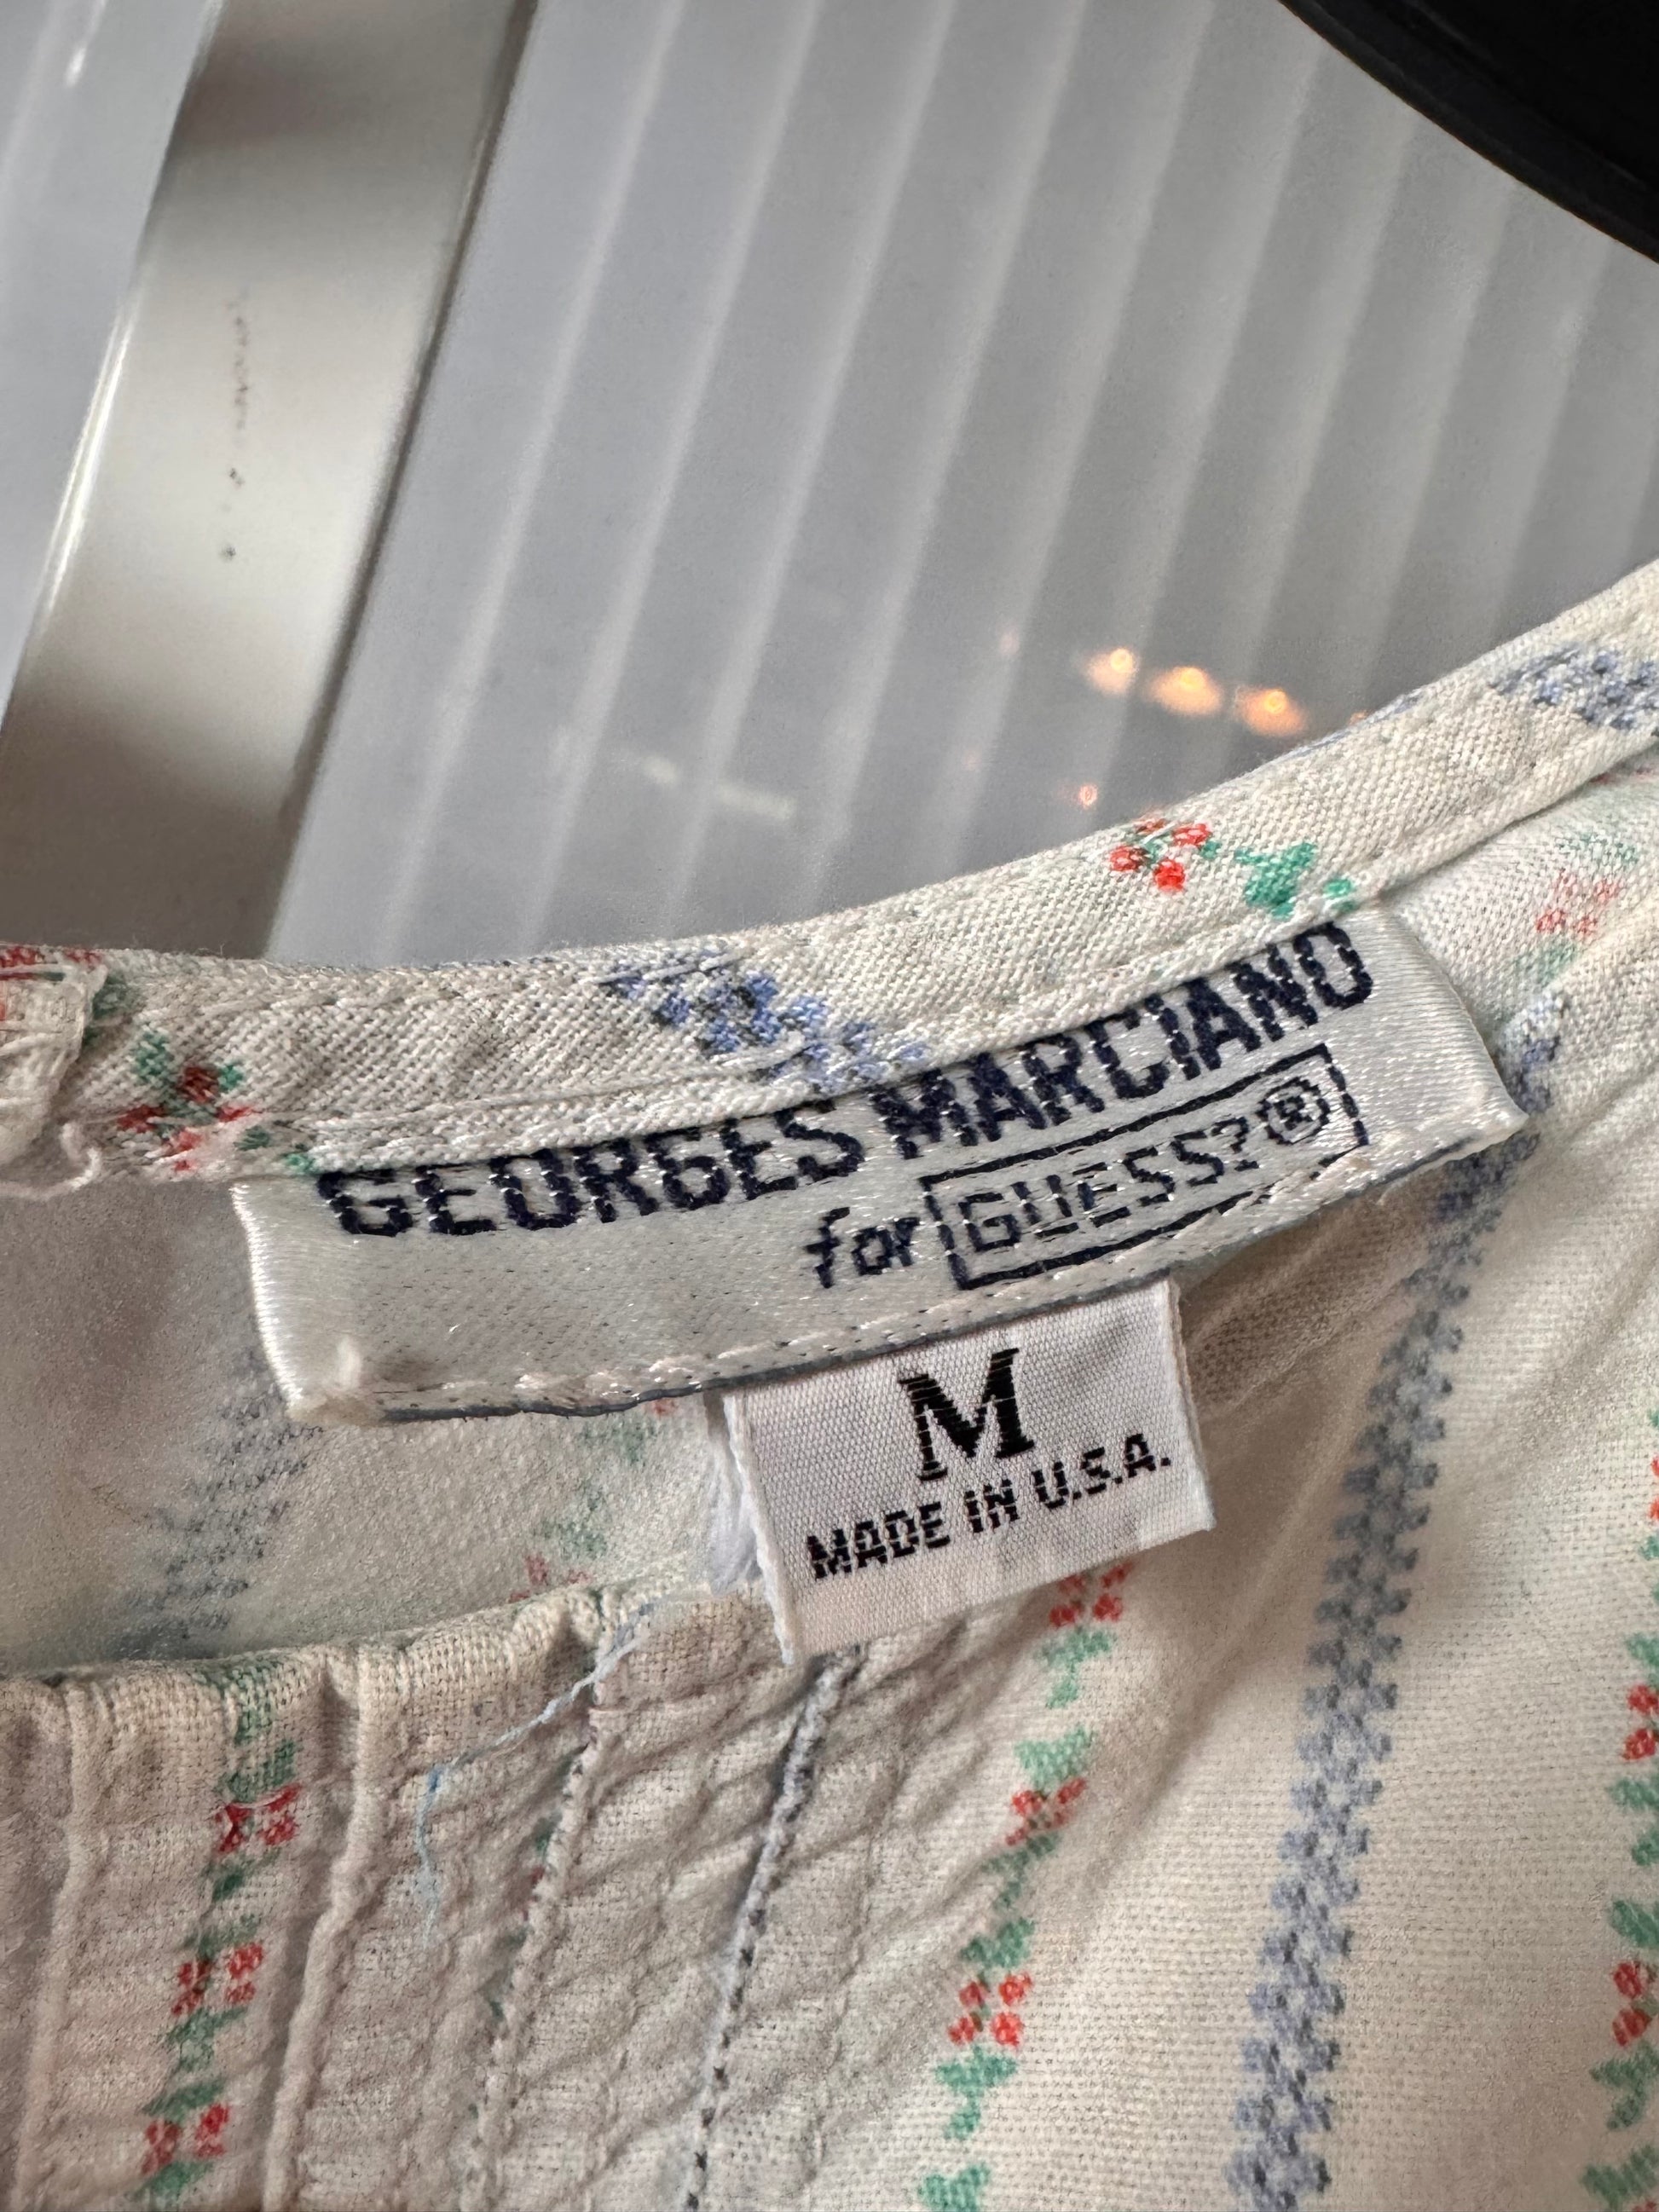 GEORGES MARCIANO
for GUESS?®
M
MADE IN U.S.A.